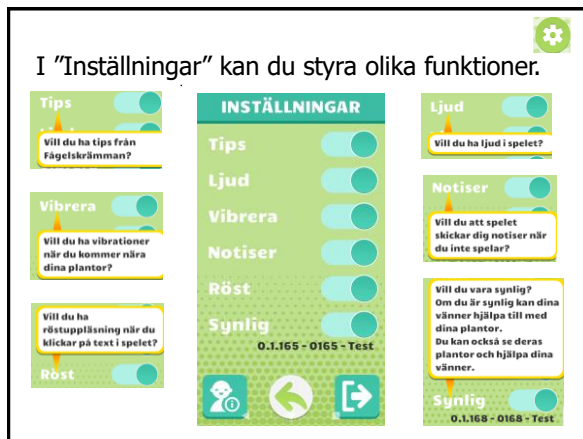 I ”Inställningar” kan du styra olika funktioner.
Tips
Vill du ha tips från
Fågelskrämman?
Vibrera
Vill du ha vibrationer
när du kommer nära
dina plantor?
Vill du ha
röstuppläsning när du
klickar på text i spelet?
Röst
INSTÄLLNINGAR
Tips
Ljud
Vibrera
Notiser
Röst
Synlig
0.1.165 - 0165 - Test
Ljud
Vill du ha ljud i spelet?
Notiser
Vill du att spelet
skickar dig notiser när
du inte spelar?
Vill du vara synlig?
Om du är synlig kan dina
vänner hjälpa till med
dina plantor.
Du kan också se deras
plantor och hjälpa dina
vänner.
Synlig
0.1.168 - 0168 - Test